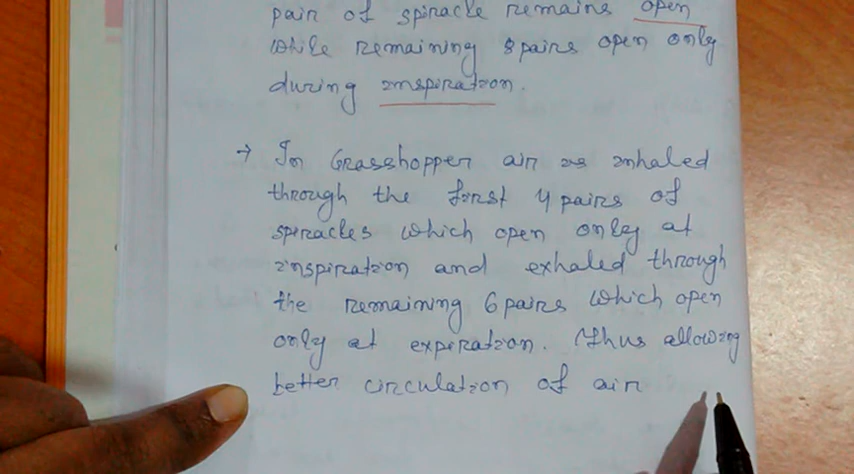 pair of spiracle remains open
while remaining 8 pairs open only
during inspiration.
→ In Grasshopper air is inhaled
through the first 4 pairs of
spiracles which open only at
inspiration and exhaled through
the remaining 6 pairs which open
only at expiration. Thus allowing
better circulation of air